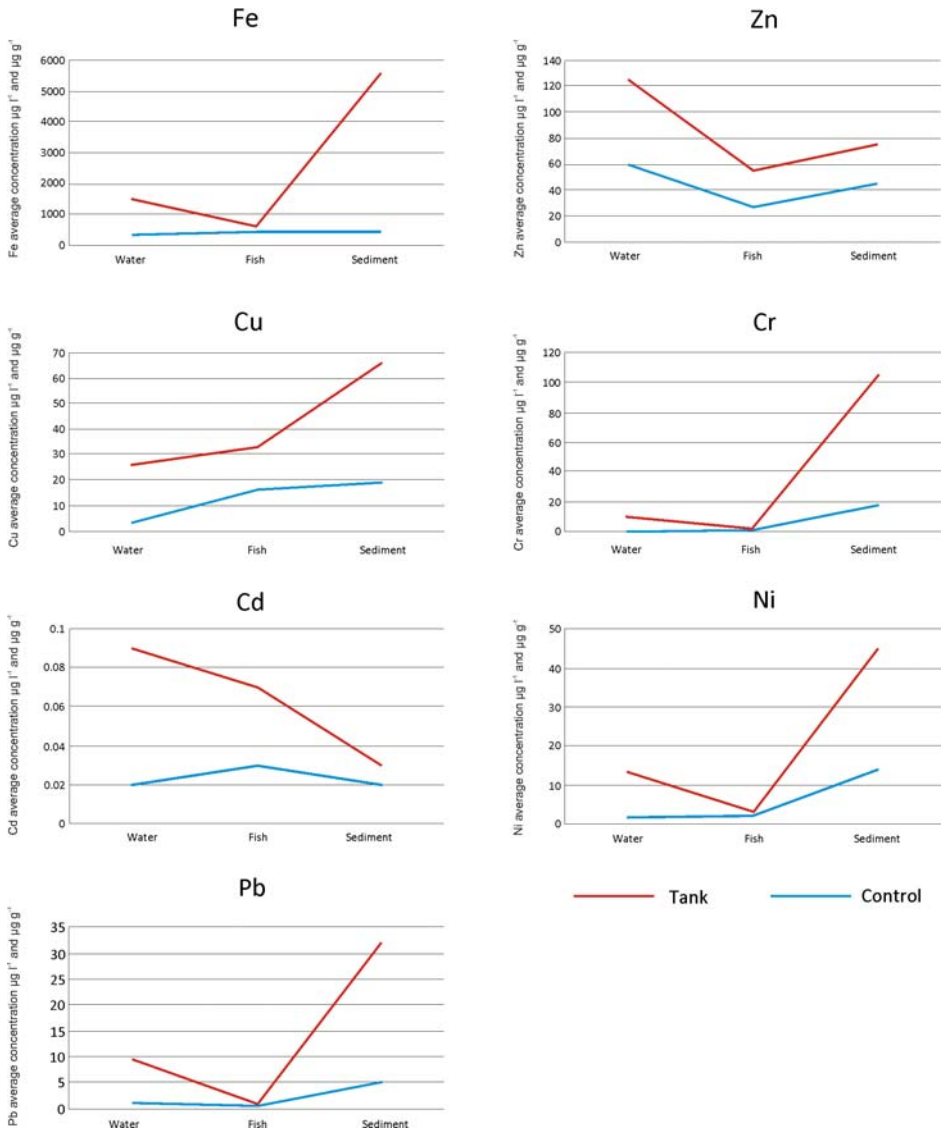 Fe
Fe average concentration µg l⁻¹ and µg g⁻¹
6000
5000
4000
3000
2000
1000
0
Water Fish Sediment
Zn
Zn average concentration µg l⁻¹ and µg g⁻¹
140
120
100
80
60
40
20
0
Water Fish Sediment
Cu
Cu average concentration µg l⁻¹ and µg g⁻¹
70
60
50
40
30
20
10
0
Water Fish Sediment
Cr
Cr average concentration µg l⁻¹ and µg g⁻¹
120
100
80
60
40
20
0
Water Fish Sediment
Cd
Cd average concentration µg l⁻¹ and µg g⁻¹
0.1
0.08
0.06
0.04
0.02
0
Water Fish Sediment
Ni
Ni average concentration µg l⁻¹ and µg g⁻¹
50
40
30
20
10
0
Water Fish Sediment
Pb
Pb average concentration µg l⁻¹ and µg g⁻¹
35
30
25
20
15
10
5
0
Water Fish Sediment
Tank Control